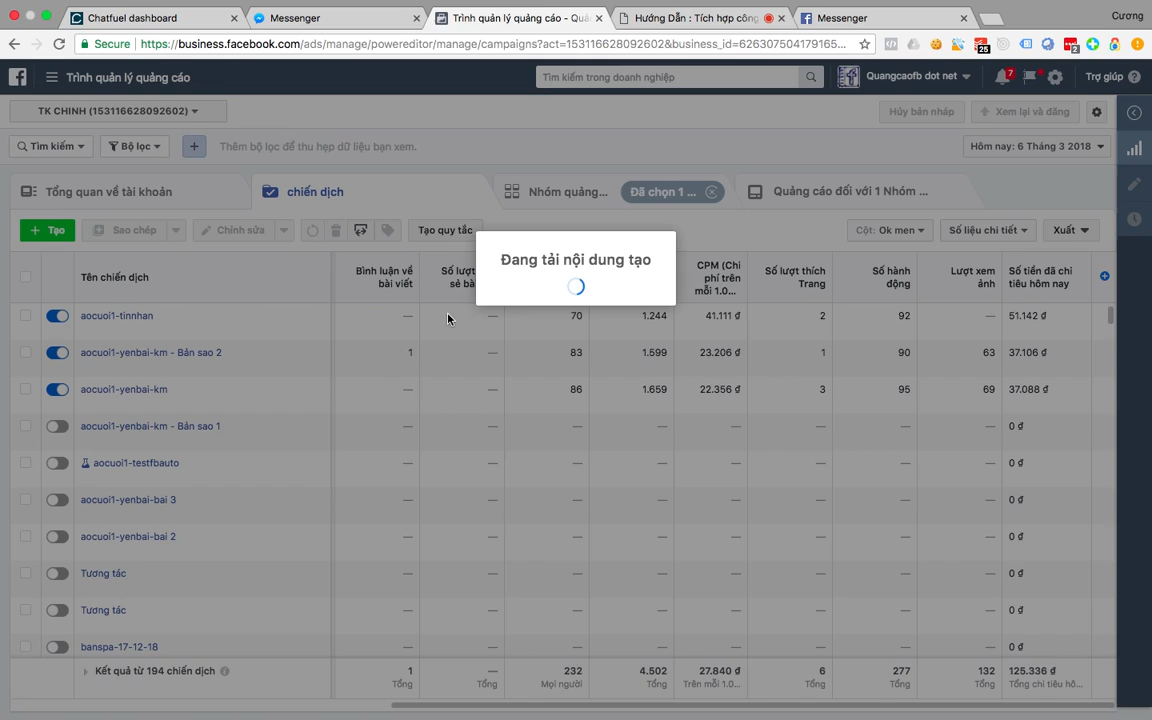 Chatfuel dashboard
Messenger
Trình quản lý quảng cáo - Quả
Hướng Dẫn : Tích hợp công
Messenger
Cương
Secure
https://business.facebook.com/ads/manage/powereditor/manage/campaigns?act=153116628092602&business_id=626307504179165...
25
2
Trình quản lý quảng cáo
Tìm kiếm trong doanh nghiệp
Quangcaofb dot net
7
Trợ giúp
TK CHINH (153116628092602)
Hủy bản nháp
Xem lại và đăng
Tìm kiếm
Bộ lọc
Thêm bộ lọc để thu hẹp dữ liệu bạn xem.
Hôm nay: 6 Tháng 3 2018
Tổng quan về tài khoản
chiến dịch
Nhóm quảng...
Đã chọn 1 ...
Quảng cáo đối với 1 Nhóm ...
Tạo
Sao chép
Chỉnh sửa
Tạo quy tắc
Cột: Ok men
Số liệu chi tiết
Xuất
Đang tải nội dung tạo
Tên chiến dịch
Bình luận về bài viết
Số lượt
sẻ bà
CPM (Chi phí trên mỗi 1.0...
Số lượt thích Trang
Số hành động
Lượt xem ảnh
Số tiền đã chi tiêu hôm nay
aocuoi1-tinnhan — — 70 1.244 41.111 ₫ 2 92 — 51.142 ₫
aocuoi1-yenbai-km - Bản sao 2 1 — 83 1.599 23.206 ₫ 1 90 63 37.106 ₫
aocuoi1-yenbai-km — — 86 1.659 22.356 ₫ 3 95 69 37.088 ₫
aocuoi1-yenbai-km - Bản sao 1 — — — — — — — — 0 ₫
aocuoi1-testfbauto — — — — — — — — 0 ₫
aocuoi1-yenbai-bai 3 — — — — — — — — 0 ₫
aocuoi1-yenbai-bai 2 — — — — — — — — 0 ₫
Tương tác — — — — — — — — 0 ₫
Tương tác — — — — — — — — 0 ₫
banspa-17-12-18 — — — — — — — — 0 ₫
Kết quả từ 194 chiến dịch 1 — 232 4.502 27.840 ₫ 6 277 132 125.336 ₫
Tổng Tổng Mọi người Tổng Trên mỗi 1.0... Tổng Tổng Tổng Tổng chi tiêu hô...